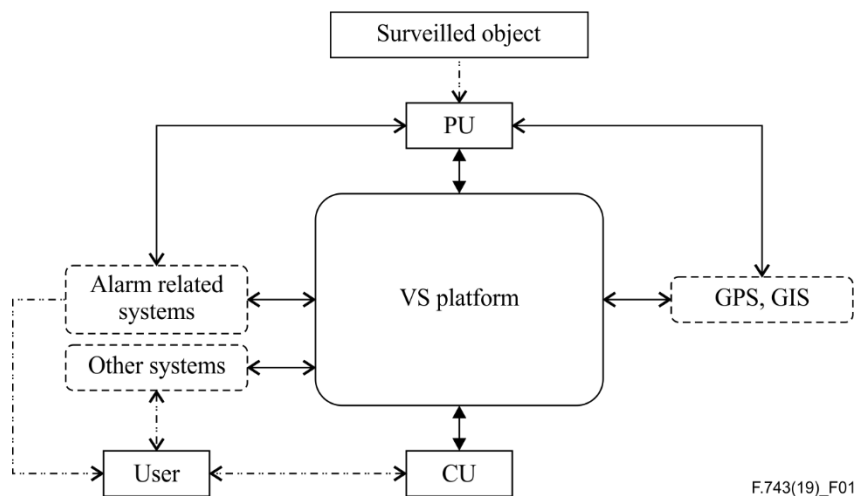 Surveilled object
PU
Alarm related
systems
VS platform
GPS, GIS
Other systems
User
CU
F.743(19)_F01